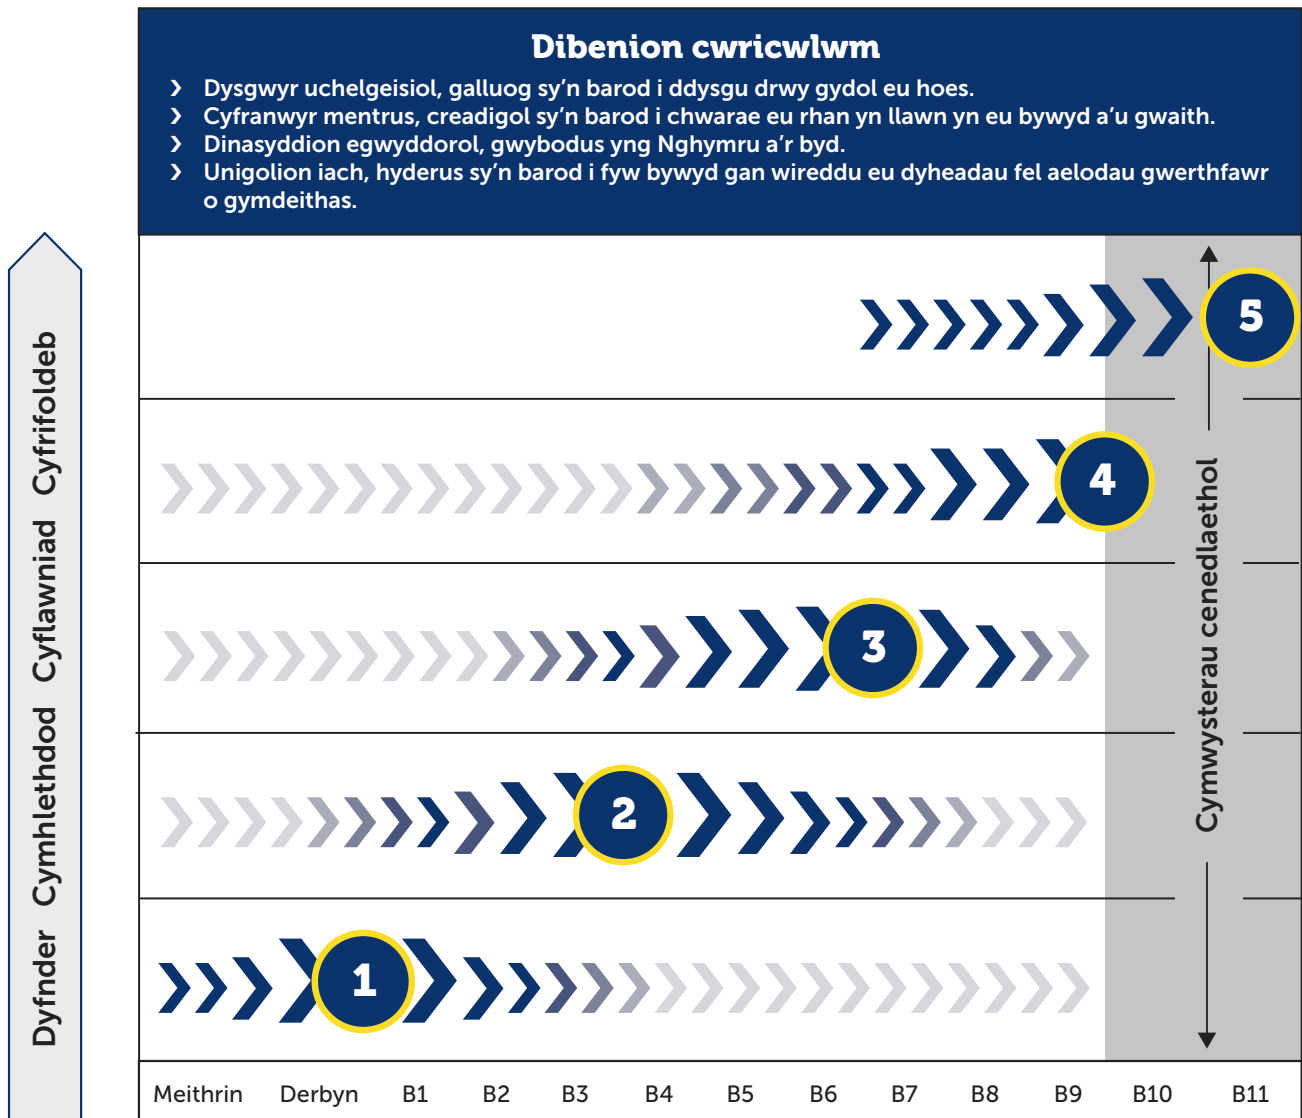 Dibenion cwricwlwm
› Dysgwyr uchelgeisiol, galluog sy’n barod i ddysgu drwy gydol eu hoes.
› Cyfranwyr mentrus, creadigol sy’n barod i chwarae eu rhan yn llawn yn eu bywyd a’u gwaith.
› Dinasyddion egwyddorol, gwybodus yng Nghymru a’r byd.
› Unigolion iach, hyderus sy’n barod i fyw bywyd gan wireddu eu dyheadau fel aelodau gwerthfawr
o gymdeithas.
Dyfnder Cymhlethdod Cyflawniad Cyfrifoldeb
5
4
3
2
1
Cymwysterau cenedlaethol
Meithrin Derbyn B1 B2 B3 B4 B5 B6 B7 B8 B9 B10 B11